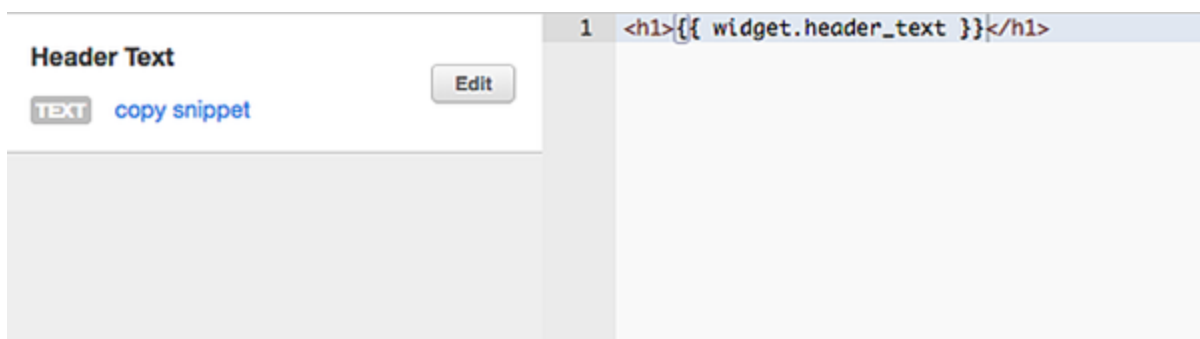 Header Text
Edit
TEXT copy snippet
1 <h1>{{ widget.header_text }}</h1>